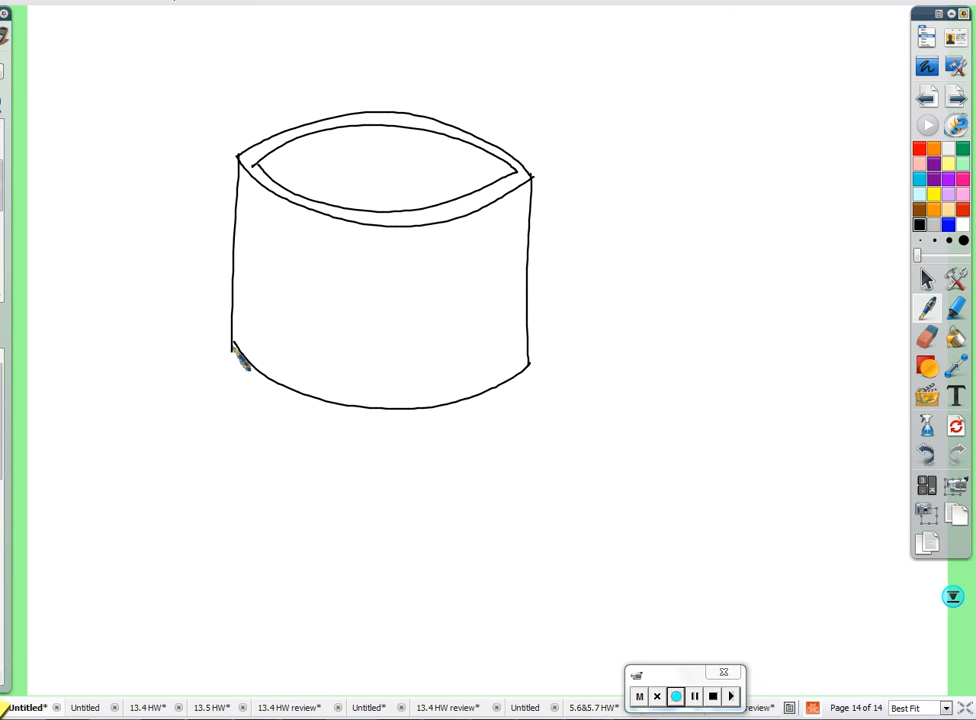 M
T
Untitled*
Untitled
13.4 HW*
13.5 HW*
13.4 HW review*
Untitled*
13.4 HW review*
Untitled
5.6&5.7 HW*
review*
Page 14 of 14
Best Fit